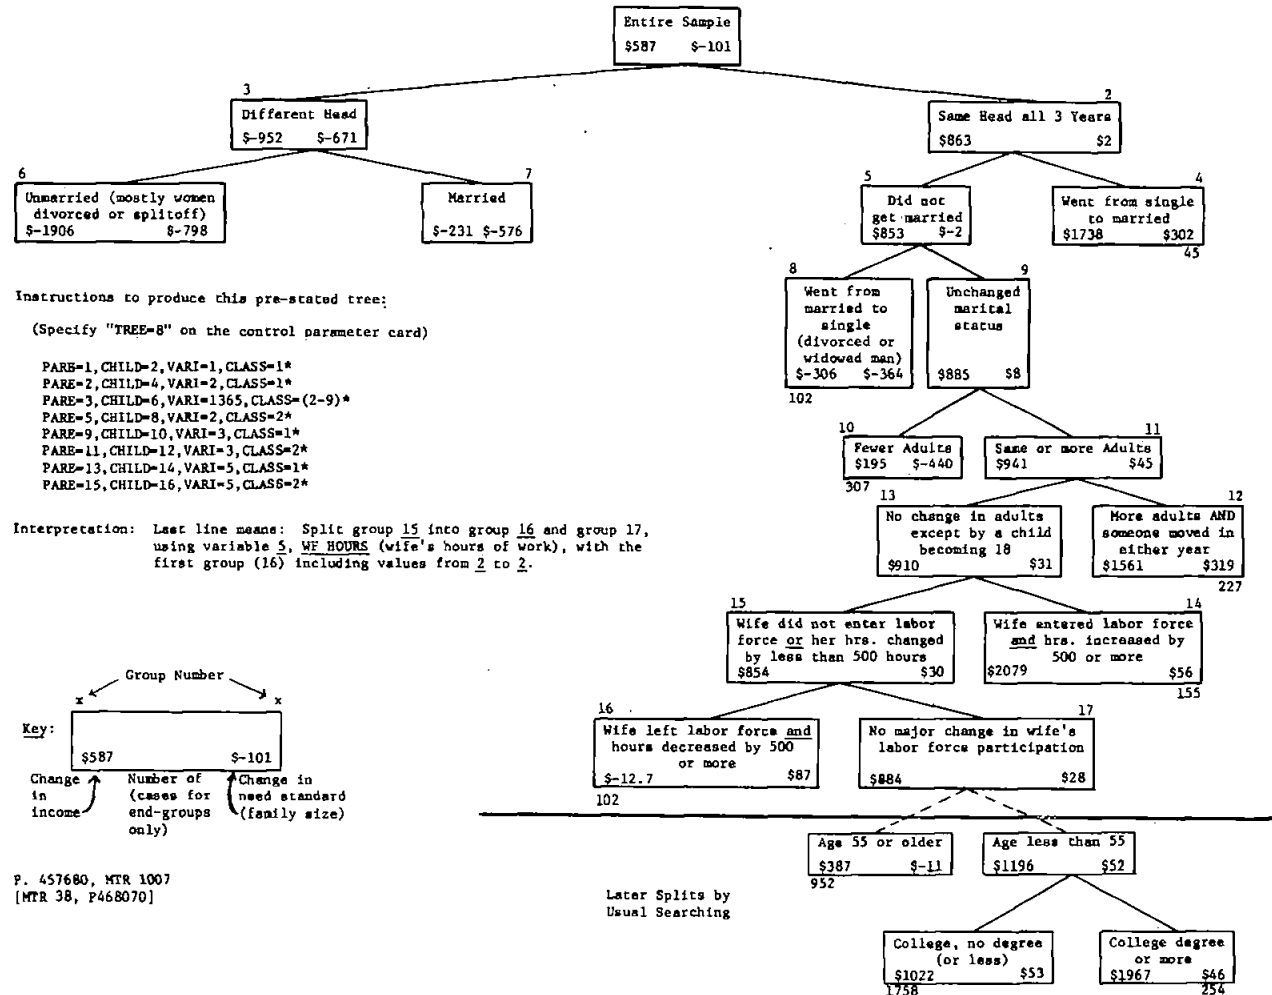 Entire Sample
$587 $-101
3
Different Head
$-952 $-671
2
Same Head all 3 Years
$863 $2
6
Unmarried (mostly women
divorced or splitoff)
$-1906 $-798
7
Married
$-231 $-576
5
Did not
get married
$853 $-2
4
Went from single
to married
$1738 $302
45
8
Went from
married to
single
(divorced or
widowed man)
$-306 $-364
102
9
Unchanged
marital
status
$885 $8
Instructions to produce this pre-stated tree:
(Specify "TREE=8" on the control parameter card)
PARE=1,CHILD=2,VARI=1,CLASS=1*
PARE=2,CHILD=4,VARI=2,CLASS=1*
PARE=3,CHILD=6,VARI=1365,CLASS=(2-9)*
PARE=5,CHILD=8,VARI=2,CLASS=2*
PARE=9,CHILD=10,VARI=3,CLASS=1*
PARE=11,CHILD=12,VARI=3,CLASS=2*
PARE=13,CHILD=14,VARI=5,CLASS=1*
PARE=15,CHILD=16,VARI=5,CLASS=2*
10
Fewer Adults
$195 $-440
307
11
Same or more Adults
$941 $45
13
No change in adults
except by a child
becoming 18
$910 $31
12
More adults AND
someone moved in
either year
$1561 $319
227
Interpretation: Last line means: Split group 15 into group 16 and group 17,
using variable 5, WF HOURS (wife's hours of work), with the
first group (16) including values from 2 to 2.
15
Wife did not enter labor
force or her hrs. changed
by less than 500 hours
$854 $30
14
Wife entered labor force
and hrs. increased by
500 or more
$2079 $56
155
16
Wife left labor force and
hours decreased by 500
or more
$-12.7 $87
102
17
No major change in wife's
labor force participation
$884 $28
Group Number
x x
Key:
$587 $-101
Change
in
income
Number of
(cases for
end-groups
only)
Change in
need standard
(family size)
Age 55 or older
$387 $-11
952
Age less than 55
$1196 $52
P. 457680, MTR 1007
[MTR 38, P468070]
Later Splits by
Usual Searching
College, no degree
(or less)
$1022 $53
1758
College degree
or more
$1967 $46
254